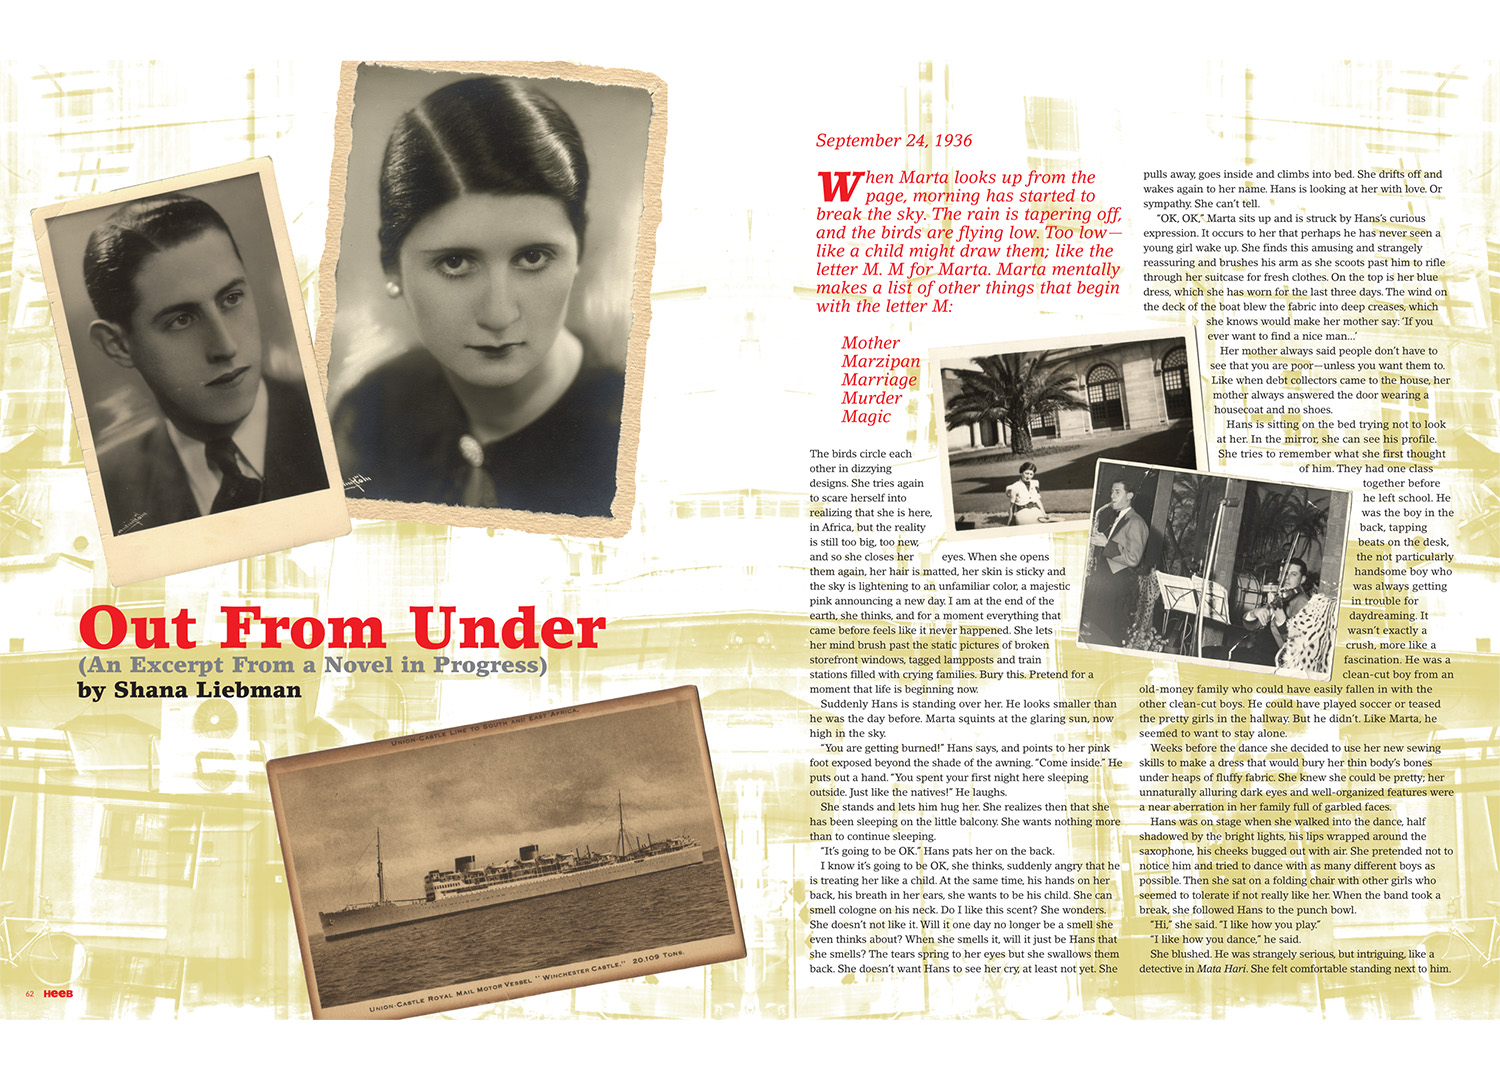 Out From Under
(An Excerpt From a Novel in Progress)
by Shana Liebman
UNION-CASTLE LINE TO SOUTH AND EAST AFRICA.
UNION-CASTLE ROYAL MAIL MOTOR VESSEL "WINCHESTER CASTLE." 20,109 TONS.
62 HEEB
September 24, 1936
When Marta looks up from the
page, morning has started to
break the sky. The rain is tapering off,
and the birds are flying low. Too low—
like a child might draw them; like the
letter M. M for Marta. Marta mentally
makes a list of other things that begin
with the letter M:
Mother
Marzipan
Marriage
Murder
Magic
The birds circle each
other in dizzying
designs. She tries again
to scare herself into
realizing that she is here,
in Africa, but the reality
is still too big, too new,
and so she closes her eyes. When she opens
them again, her hair is matted, her skin is sticky and
the sky is lightening to an unfamiliar color, a majestic
pink announcing a new day. I am at the end of the
earth, she thinks, and for a moment everything that
came before feels like it never happened. She lets
her mind brush past the static pictures of broken
storefront windows, tagged lampposts and train
stations filled with crying families. Bury this. Pretend for a
moment that life is beginning now.
Suddenly Hans is standing over her. He looks smaller than
he was the day before. Marta squints at the glaring sun, now
high in the sky.
"You are getting burned!" Hans says, and points to her pink
foot exposed beyond the shade of the awning. "Come inside." He
puts out a hand. "You spent your first night here sleeping
outside. Just like the natives!" He laughs.
She stands and lets him hug her. She realizes then that she
has been sleeping on the little balcony. She wants nothing more
than to continue sleeping.
"It's going to be OK." Hans pats her on the back.
I know it's going to be OK, she thinks, suddenly angry that he
is treating her like a child. At the same time, his hands on her
back, his breath in her ears, she wants to be his child. She can
smell cologne on his neck. Do I like this scent? She wonders.
She doesn't not like it. Will it one day no longer be a smell she
even thinks about? When she smells it, will it just be Hans that
she smells? The tears spring to her eyes but she swallows them
back. She doesn't want Hans to see her cry, at least not yet. She
pulls away, goes inside and climbs into bed. She drifts off and
wakes again to her name. Hans is looking at her with love. Or
sympathy. She can't tell.
"OK, OK," Marta sits up and is struck by Hans's curious
expression. It occurs to her that perhaps he has never seen a
young girl wake up. She finds this amusing and strangely
reassuring and brushes his arm as she scoots past him to rifle
through her suitcase for fresh clothes. On the top is her blue
dress, which she has worn for the last three days. The wind on
the deck of the boat blew the fabric into deep creases, which
she knows would make her mother say: 'If you
ever want to find a nice man...'
Her mother always said people don't have to
see that you are poor—unless you want them to.
Like when debt collectors came to the house, her
mother always answered the door wearing a
housecoat and no shoes.
Hans is sitting on the bed trying not to look
at her. In the mirror, she can see his profile.
She tries to remember what she first thought
of him. They had one class
together before
he left school. He
was the boy in the
back, tapping
beats on the desk,
the not particularly
handsome boy who
was always getting
in trouble for
daydreaming. It
wasn't exactly a
crush, more like a
fascination. He was a
clean-cut boy from an
old-money family who could have easily fallen in with the
other clean-cut boys. He could have played soccer or teased
the pretty girls in the hallway. But he didn't. Like Marta, he
seemed to want to stay alone.
Weeks before the dance she decided to use her new sewing
skills to make a dress that would bury her thin body's bones
under heaps of fluffy fabric. She knew she could be pretty; her
unnaturally alluring dark eyes and well-organized features were
a near aberration in her family full of garbled faces.
Hans was on stage when she walked into the dance, half
shadowed by the bright lights, his lips wrapped around the
saxophone, his cheeks bugged out with air. She pretended not to
notice him and tried to dance with as many different boys as
possible. Then she sat on a folding chair with other girls who
seemed to tolerate if not really like her. When the band took a
break, she followed Hans to the punch bowl.
"Hi," she said. "I like how you play."
"I like how you dance," he said.
She blushed. He was strangely serious, but intriguing, like a
detective in Mata Hari. She felt comfortable standing next to him.